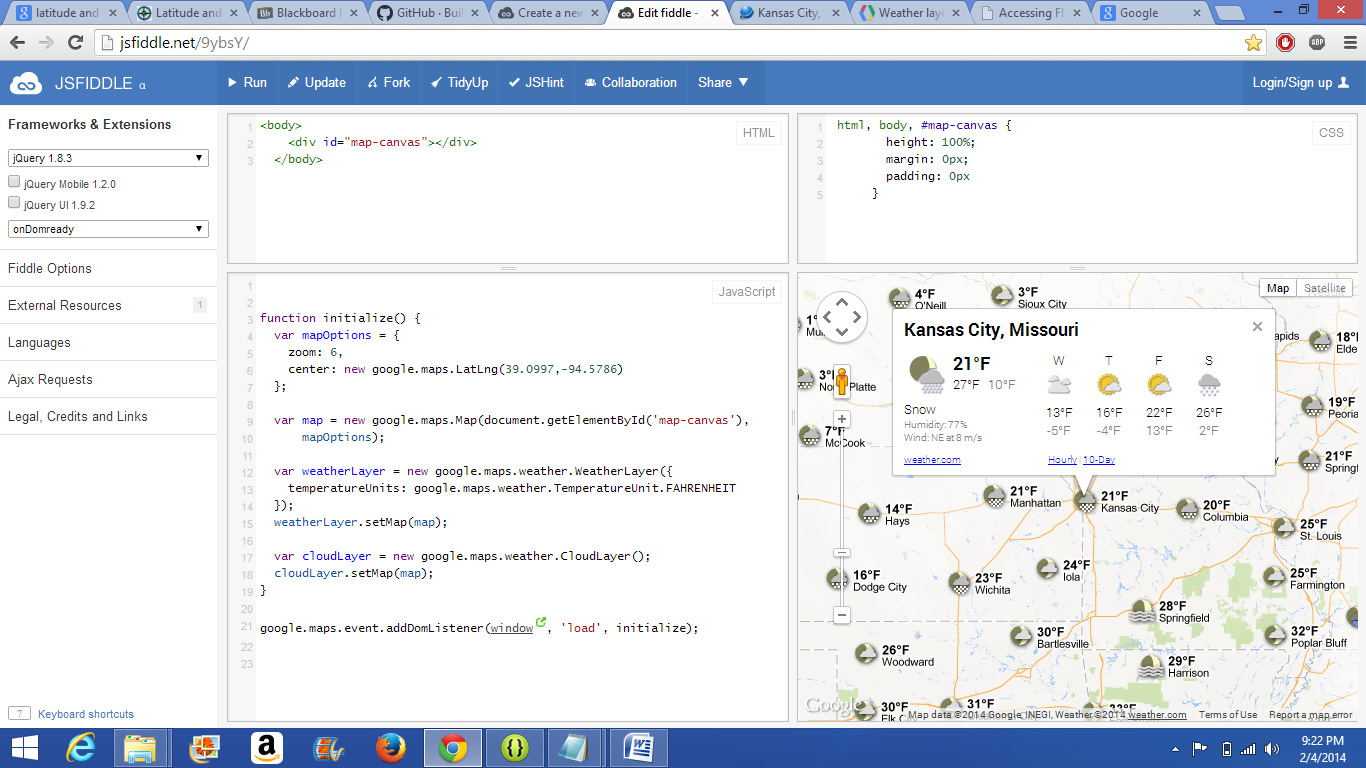 latitude and
Latitude and
Blackboard L
GitHub · Buil
Create a new
Edit fiddle -
Kansas City,
Weather laye
Accessing Fl
Google
jsfiddle.net/9ybsY/
ABP
JSFIDDLE α
Run
Update
Fork
TidyUp
JSHint
Collaboration
Share
Login/Sign up
Frameworks & Extensions
jQuery 1.8.3
jQuery Mobile 1.2.0
jQuery UI 1.9.2
onDomready
Fiddle Options
External Resources 1
Languages
Ajax Requests
Legal, Credits and Links
? Keyboard shortcuts
HTML
1 <body>
2 <div id="map-canvas"></div>
3 </body>
CSS
1 html, body, #map-canvas {
2 height: 100%;
3 margin: 0px;
4 padding: 0px
5 }
JavaScript
1
2
3 function initialize() {
4 var mapOptions = {
5 zoom: 6,
6 center: new google.maps.LatLng(39.0997,-94.5786)
7 };
8
9 var map = new google.maps.Map(document.getElementById('map-canvas'),
10 mapOptions);
11
12 var weatherLayer = new google.maps.weather.WeatherLayer({
13 temperatureUnits: google.maps.weather.TemperatureUnit.FAHRENHEIT
14 });
15 weatherLayer.setMap(map);
16
17 var cloudLayer = new google.maps.weather.CloudLayer();
18 cloudLayer.setMap(map);
19 }
20
21 google.maps.event.addDomListener(window, 'load', initialize);
22
23
Map Satellite
4°F
O'Neill
3°F
Sioux City
Kansas City, Missouri
21°F
27°F 10°F
Snow
Humidity: 77%
Wind: NE at 8 m/s
weather.com
W T F S
13°F 16°F 22°F 26°F
-5°F -4°F 13°F 2°F
Hourly | 10-Day
apids
18°
Elde
3°
Nor Platte
19°F
Peoria
7°
McCook
21°F
Springf
14°F
Hays
21°F
Manhattan
21°F
Kansas City
20°F
Columbia
25°F
St. Louis
16°F
Dodge City
23°F
Wichita
24°F
Iola
25°F
Farmington
28°F
Springfield
30°F
Bartlesville
32°F
Poplar Bluff
26°F
Woodward
29°F
Harrison
30°F
31°F
Google
Map data ©2014 Google, INEGI, Weather ©2014 weather.com
Terms of Use
Report a map error
9:22 PM
2/4/2014